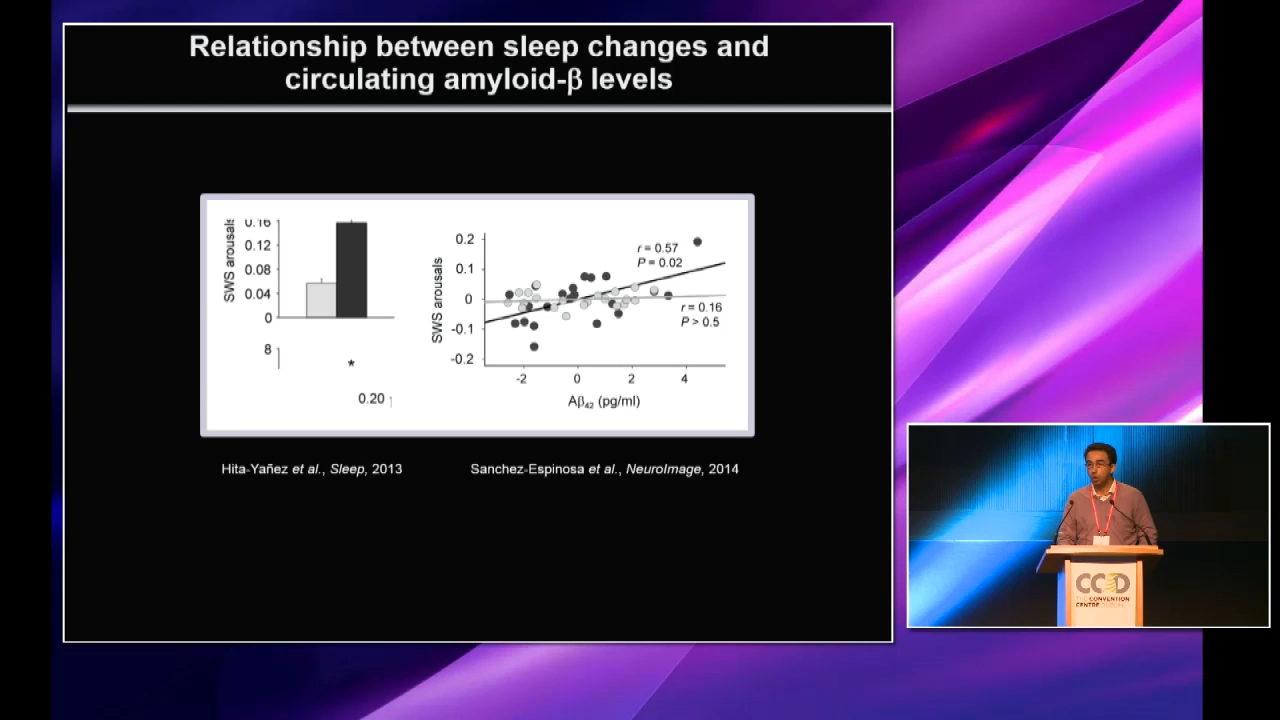 Relationship between sleep changes and
circulating amyloid-β levels
SWS arousals
0.16
0.12
0.08
0.04
0
8
*
0.20
SWS arousals
0.2
0.1
0
-0.1
-0.2
r = 0.57
P = 0.02
r = 0.16
P > 0.5
-2 0 2 4
Aβ42 (pg/ml)
Hita-Yañez et al., Sleep, 2013
Sanchez-Espinosa et al., NeuroImage, 2014
CCD
THE CONVENTION
CENTRE DUBLIN